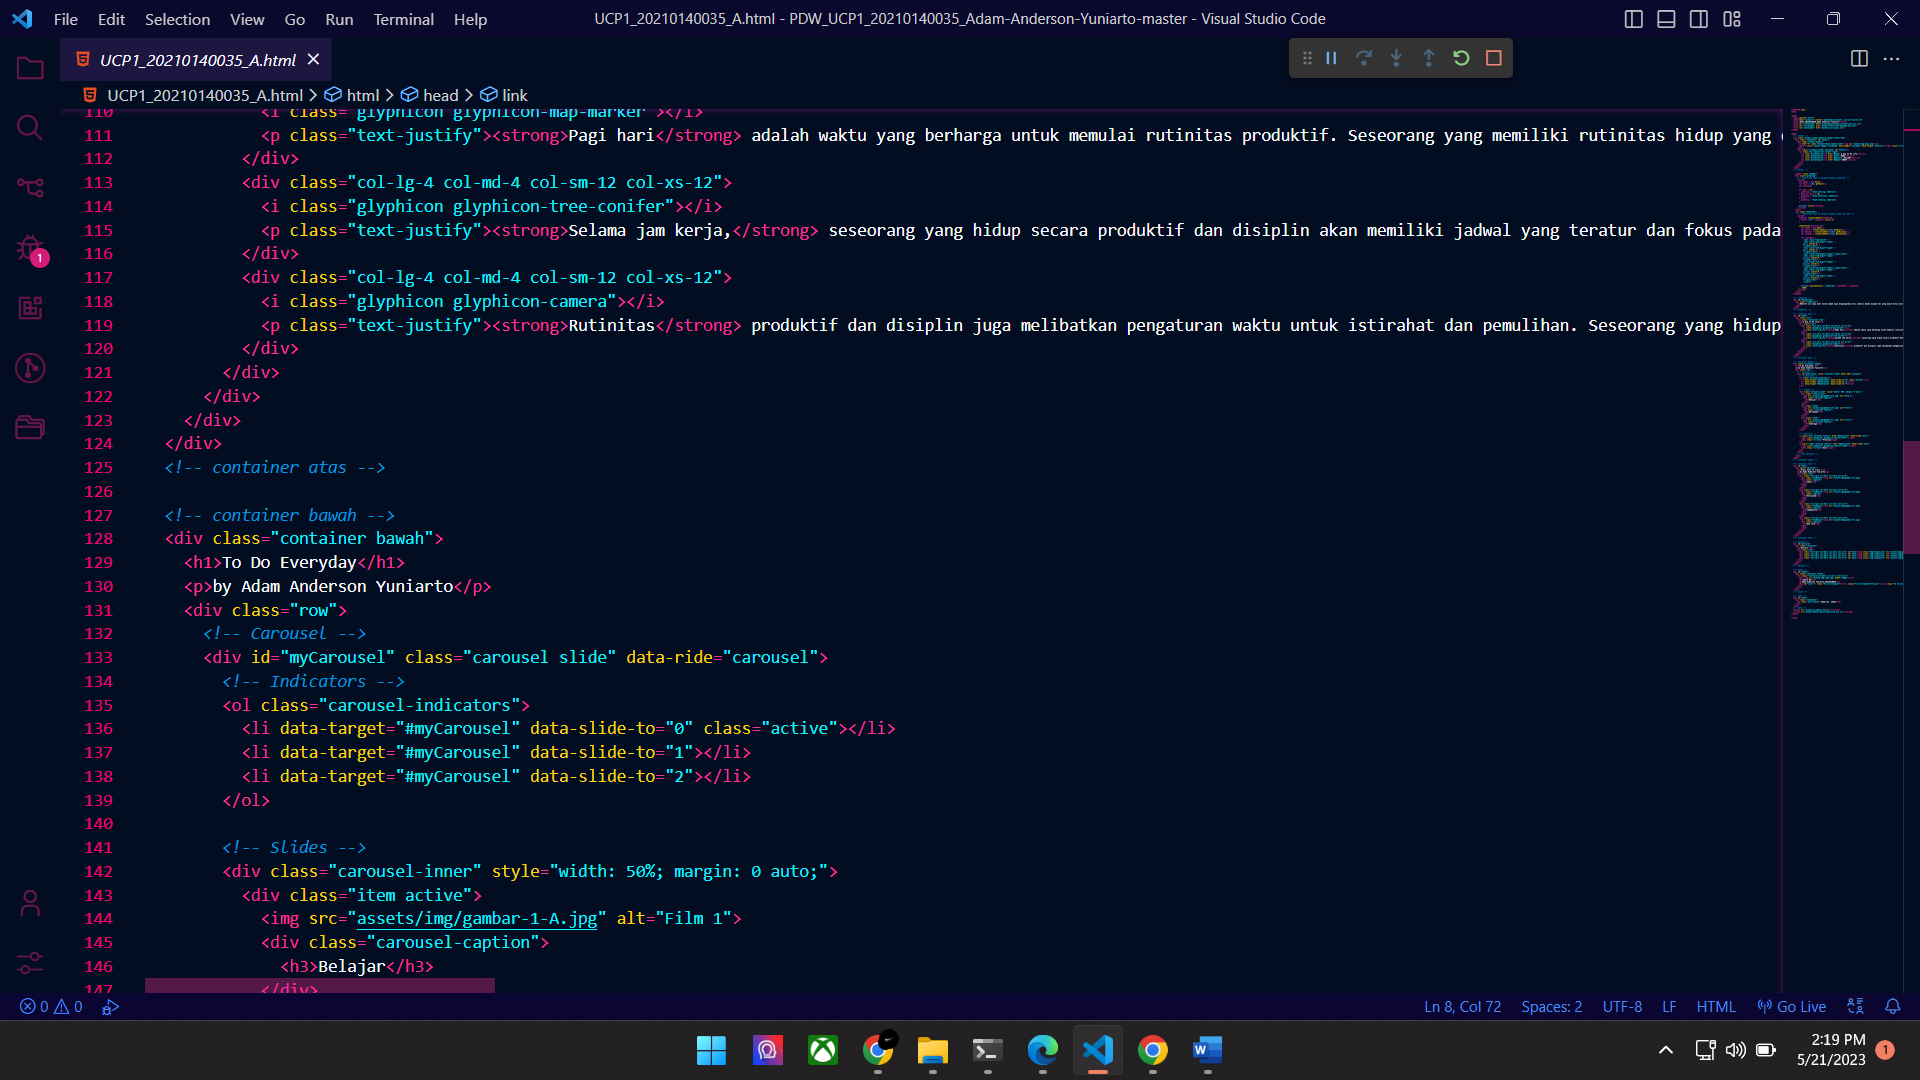 File Edit Selection View Go Run Terminal Help
UCP1_20210140035_A.html - PDW_UCP1_20210140035_Adam-Anderson-Yuniarto-master - Visual Studio Code
UCP1_20210140035_A.html
UCP1_20210140035_A.html > html > head > link
110 <i class="glyphicon glyphicon-map-marker"></i>
111 <p class="text-justify"><strong>Pagi hari</strong> adalah waktu yang berharga untuk memulai rutinitas produktif. Seseorang yang memiliki rutinitas hidup yang
112 </div>
113 <div class="col-lg-4 col-md-4 col-sm-12 col-xs-12">
114 <i class="glyphicon glyphicon-tree-conifer"></i>
115 <p class="text-justify"><strong>Selama jam kerja,</strong> seseorang yang hidup secara produktif dan disiplin akan memiliki jadwal yang teratur dan fokus pada
116 </div>
117 <div class="col-lg-4 col-md-4 col-sm-12 col-xs-12">
118 <i class="glyphicon glyphicon-camera"></i>
119 <p class="text-justify"><strong>Rutinitas</strong> produktif dan disiplin juga melibatkan pengaturan waktu untuk istirahat dan pemulihan. Seseorang yang hidup
120 </div>
121 </div>
122 </div>
123 </div>
124 </div>
125 <!-- container atas -->
126
127 <!-- container bawah -->
128 <div class="container bawah">
129 <h1>To Do Everyday</h1>
130 <p>by Adam Anderson Yuniarto</p>
131 <div class="row">
132 <!-- Carousel -->
133 <div id="myCarousel" class="carousel slide" data-ride="carousel">
134 <!-- Indicators -->
135 <ol class="carousel-indicators">
136 <li data-target="#myCarousel" data-slide-to="0" class="active"></li>
137 <li data-target="#myCarousel" data-slide-to="1"></li>
138 <li data-target="#myCarousel" data-slide-to="2"></li>
139 </ol>
140
141 <!-- Slides -->
142 <div class="carousel-inner" style="width: 50%; margin: 0 auto;">
143 <div class="item active">
144 <img src="assets/img/gambar-1-A.jpg" alt="Film 1">
145 <div class="carousel-caption">
146 <h3>Belajar</h3>
147 </div>
1
0 0 Ln 8, Col 72 Spaces: 2 UTF-8 LF HTML Go Live
2:19 PM
5/21/2023
1